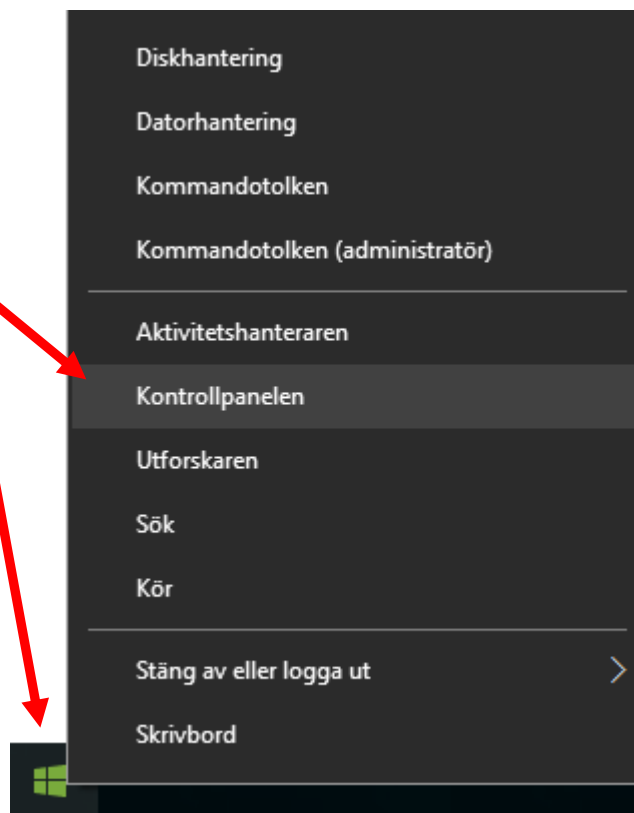 Diskhantering
Datorhantering
Kommandotolken
Kommandotolken (administratör)
Aktivitetshanteraren
Kontrollpanelen
Utforskaren
Sök
Kör
Stäng av eller logga ut
Skrivbord